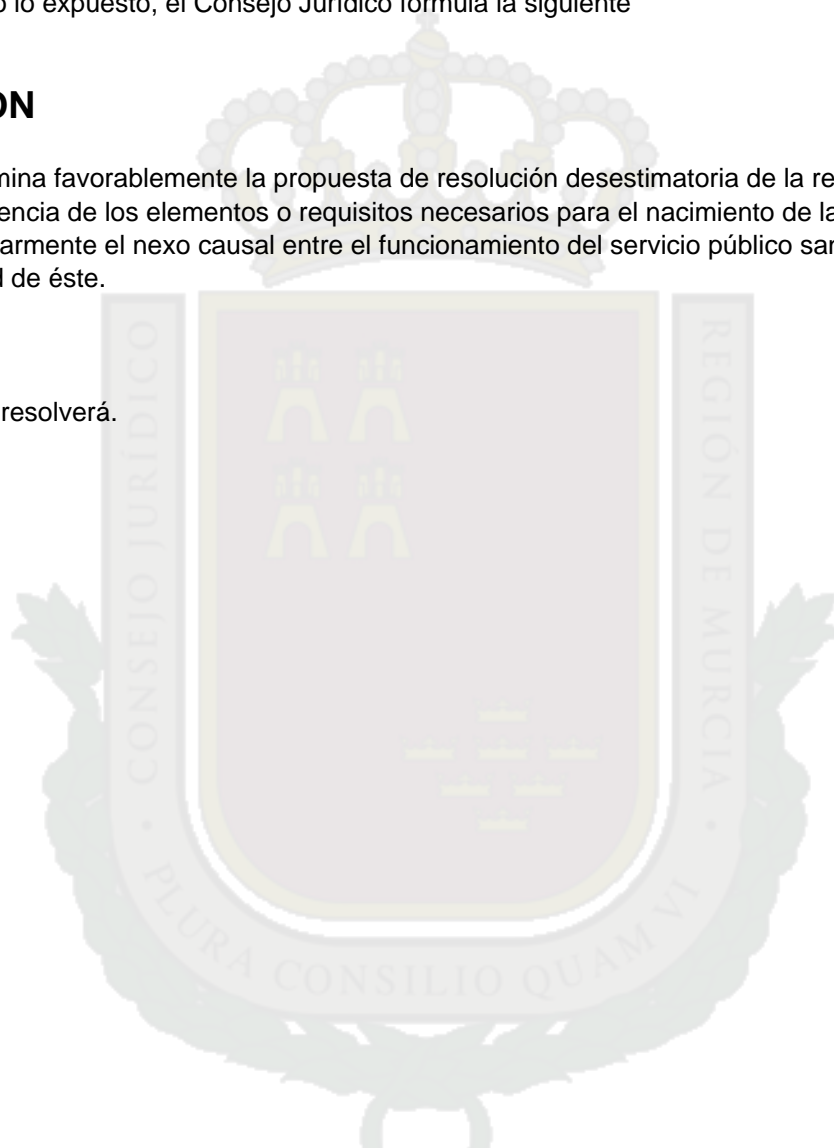 o lo expuesto, el Consejo Jurídico formula la siguiente
ON
mina favorablemente la propuesta de resolución desestimatoria de la re
encia de los elementos o requisitos necesarios para el nacimiento de la
armente el nexo causal entre el funcionamiento del servicio público sar
d de éste.
resolverá.
CONSEJO JURÍDICO
REGIÓN DE MURCIA
PLURA CONSILIO QUAM VI